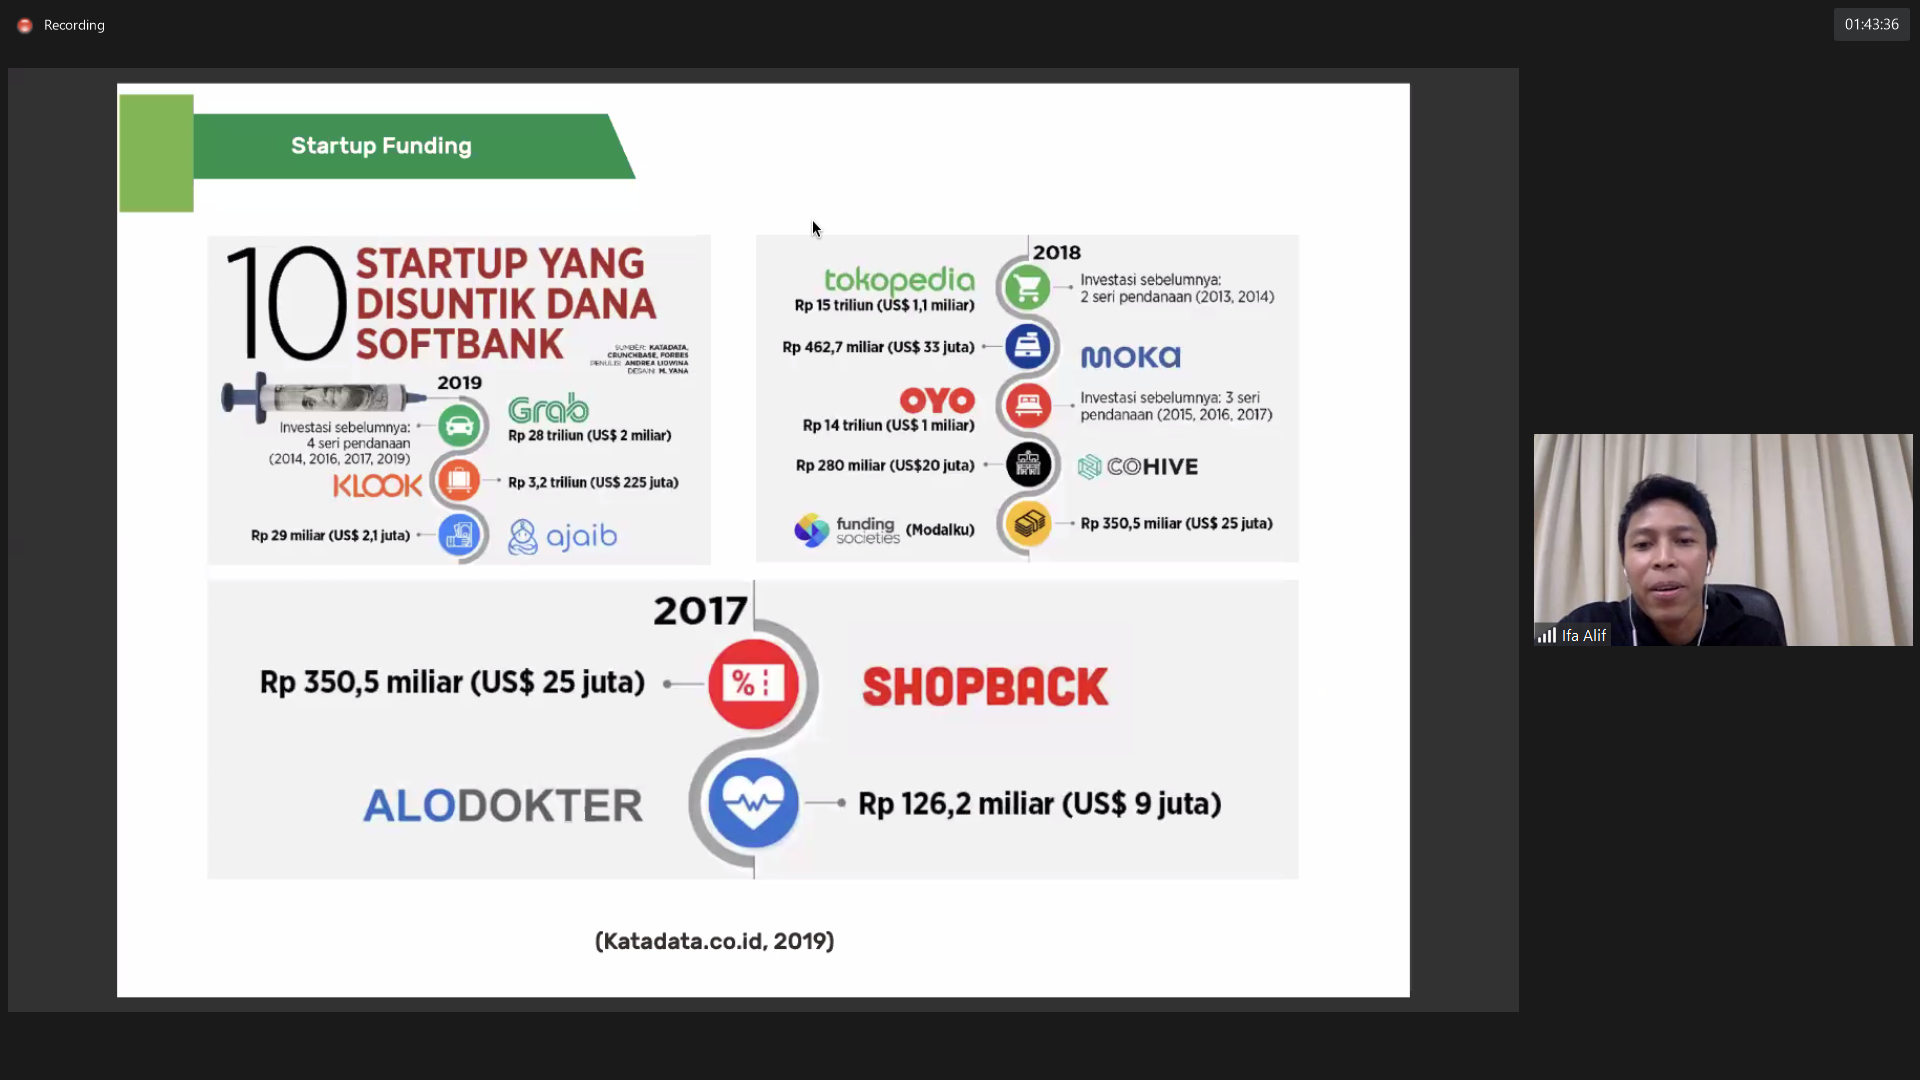 Recording
01:43:36
Startup Funding
10 STARTUP YANG
DISUNTIK DANA
SOFTBANK
SUMBER: KATADATA,
CRUNCHBASE, FORBES
PENULIS: ANDREA LIDWINA
DESAIN: M. YANA
2019
Grab
Rp 28 triliun (US$ 2 miliar)
Investasi sebelumnya:
4 seri pendanaan
(2014, 2016, 2017, 2019)
KLOOK
Rp 3,2 triliun (US$ 225 juta)
Rp 29 miliar (US$ 2,1 juta)
ajaib
2018
tokopedia
Rp 15 triliun (US$ 1,1 miliar)
Investasi sebelumnya:
2 seri pendanaan (2013, 2014)
Rp 462,7 miliar (US$ 33 juta)
MOKA
OYO
Rp 14 triliun (US$ 1 miliar)
Investasi sebelumnya: 3 seri
pendanaan (2015, 2016, 2017)
Rp 280 miliar (US$20 juta)
COHIVE
funding
societies (Modalku)
Rp 350,5 miliar (US$ 25 juta)
2017
Rp 350,5 miliar (US$ 25 juta)
%
SHOPBACK
ALODOKTER
Rp 126,2 miliar (US$ 9 juta)
(Katadata.co.id, 2019)
Ifa Alif